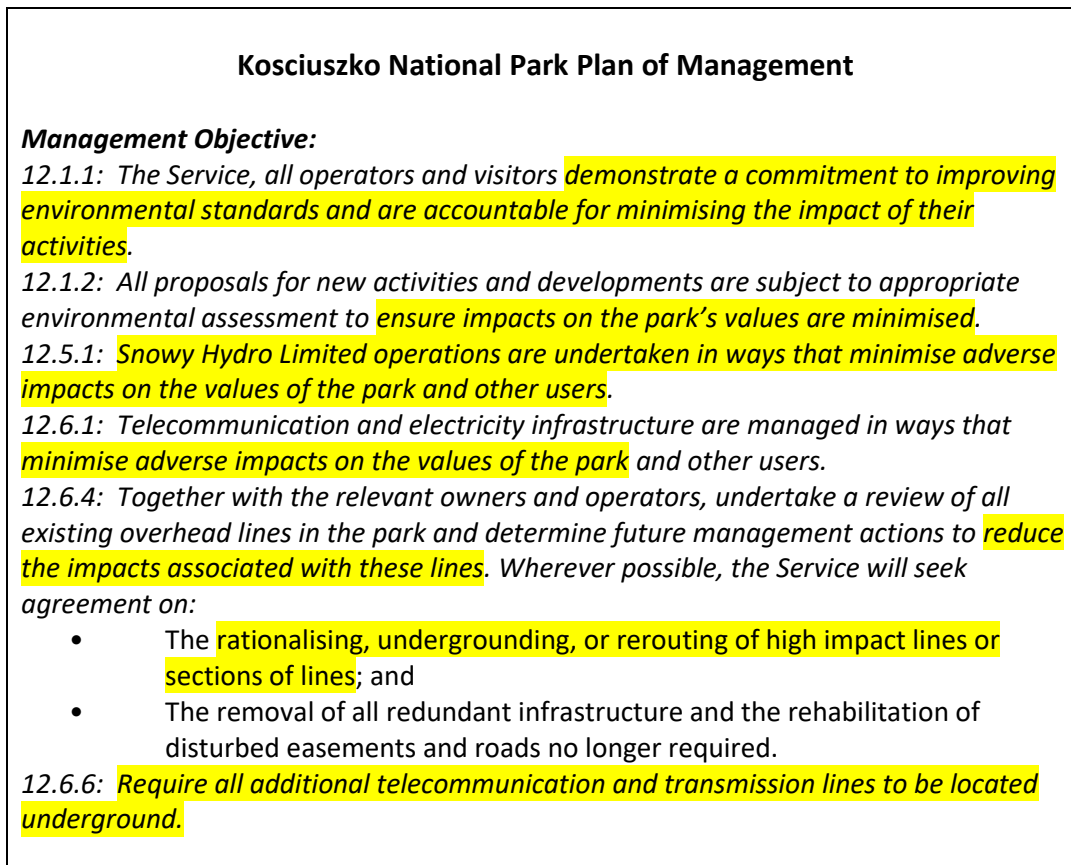 Kosciuszko National Park Plan of Management
Management Objective:
12.1.1:  The Service, all operators and visitors demonstrate a commitment to improving
environmental standards and are accountable for minimising the impact of their
activities.
12.1.2:  All proposals for new activities and developments are subject to appropriate
environmental assessment to ensure impacts on the park’s values are minimised.
12.5.1:  Snowy Hydro Limited operations are undertaken in ways that minimise adverse
impacts on the values of the park and other users.
12.6.1:  Telecommunication and electricity infrastructure are managed in ways that
minimise adverse impacts on the values of the park and other users.
12.6.4:  Together with the relevant owners and operators, undertake a review of all
existing overhead lines in the park and determine future management actions to reduce
the impacts associated with these lines. Wherever possible, the Service will seek
agreement on:
• The rationalising, undergrounding, or rerouting of high impact lines or
sections of lines; and
• The removal of all redundant infrastructure and the rehabilitation of
disturbed easements and roads no longer required.
12.6.6:  Require all additional telecommunication and transmission lines to be located
underground.